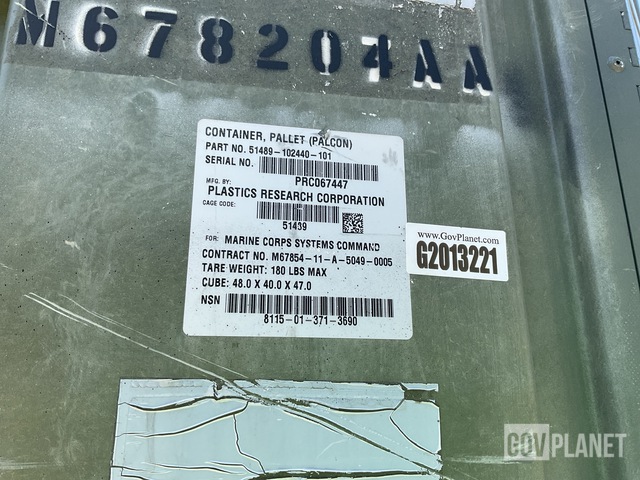 M678204AA
CONTAINER, PALLET (PALCON)
PART NO. 51489-102440-101
SERIAL NO.
PRC067447
MFG. BY:
PLASTICS RESEARCH CORPORATION
CAGE CODE:
51439
FOR: MARINE CORPS SYSTEMS COMMAND
CONTRACT NO. M67854-11-A-5049-0005
TARE WEIGHT: 180 LBS MAX
CUBE: 48.0 X 40.0 X 47.0
NSN
8115-01-371-3690
www.GovPlanet.com
G2013221
GOVPLANET